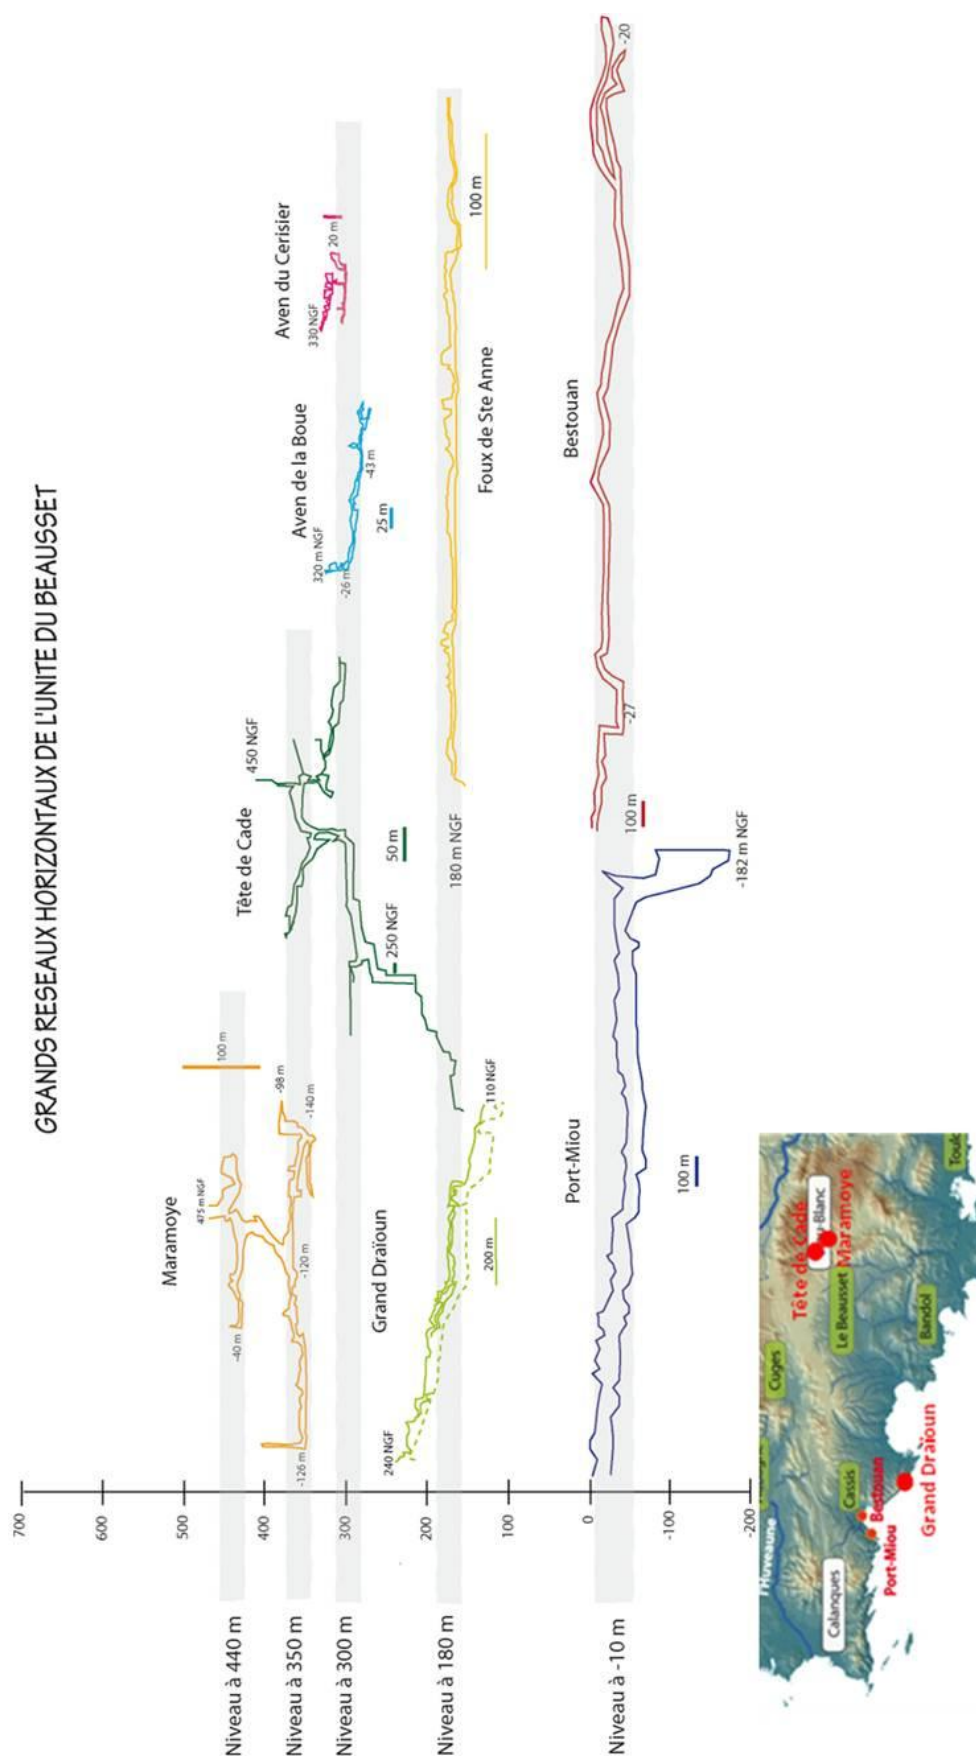 GRANDS RESEAUX HORIZONTAUX DE L'UNITE DU BEAUSSET
700
600
500
400
300
200
100
0
-100
-200
Niveau à 440 m
Niveau à 350 m
Niveau à 300 m
Niveau à 180 m
Niveau à -10 m
Maramoye
475 m NGF
-40 m
100 m
-98 m
-140 m
-120 m
-126 m
Tête de Cade
450 NGF
50 m
250 NGF
Aven de la Boue
320 m NGF
-26 m
-43 m
25 m
Aven du Cerisier
330 NGF
20 m
Grand Draïoun
240 NGF
200m
110 NGF
180 m NGF
Foux de Ste Anne
100 m
Port-Miou
100 m
-182 m NGF
Bestouan
100 m
-27
-20
l'Huveaune
Cuges
Tête de Cade
u-Blanc
Maramoye
Le Beausset
Bandol
Toulo
Calanques
Cassis
Bestouan
Port-Miou
Grand Draïoun